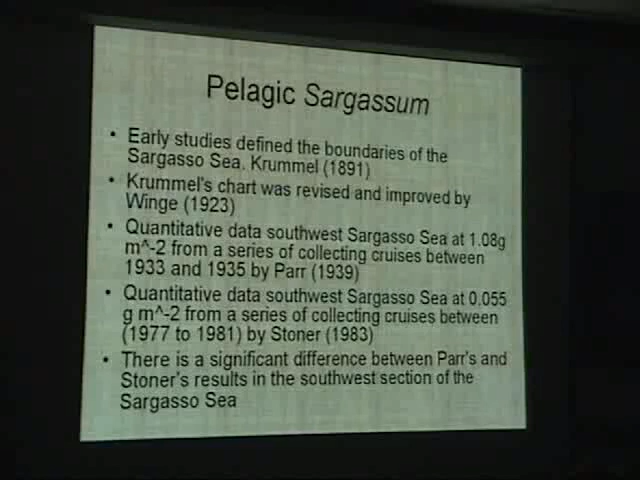 Pelagic Sargassum
• Early studies defined the boundaries of the
Sargasso Sea. Krummel (1891)
• Krummel's chart was revised and improved by
Winge (1923)
• Quantitative data southwest Sargasso Sea at 1.08g
m^-2 from a series of collecting cruises between
1933 and 1935 by Parr (1939)
• Quantitative data southwest Sargasso Sea at 0.055
g m^-2 from a series of collecting cruises between
(1977 to 1981) by Stoner (1983)
• There is a significant difference between Parr's and
Stoner's results in the southwest section of the
Sargasso Sea